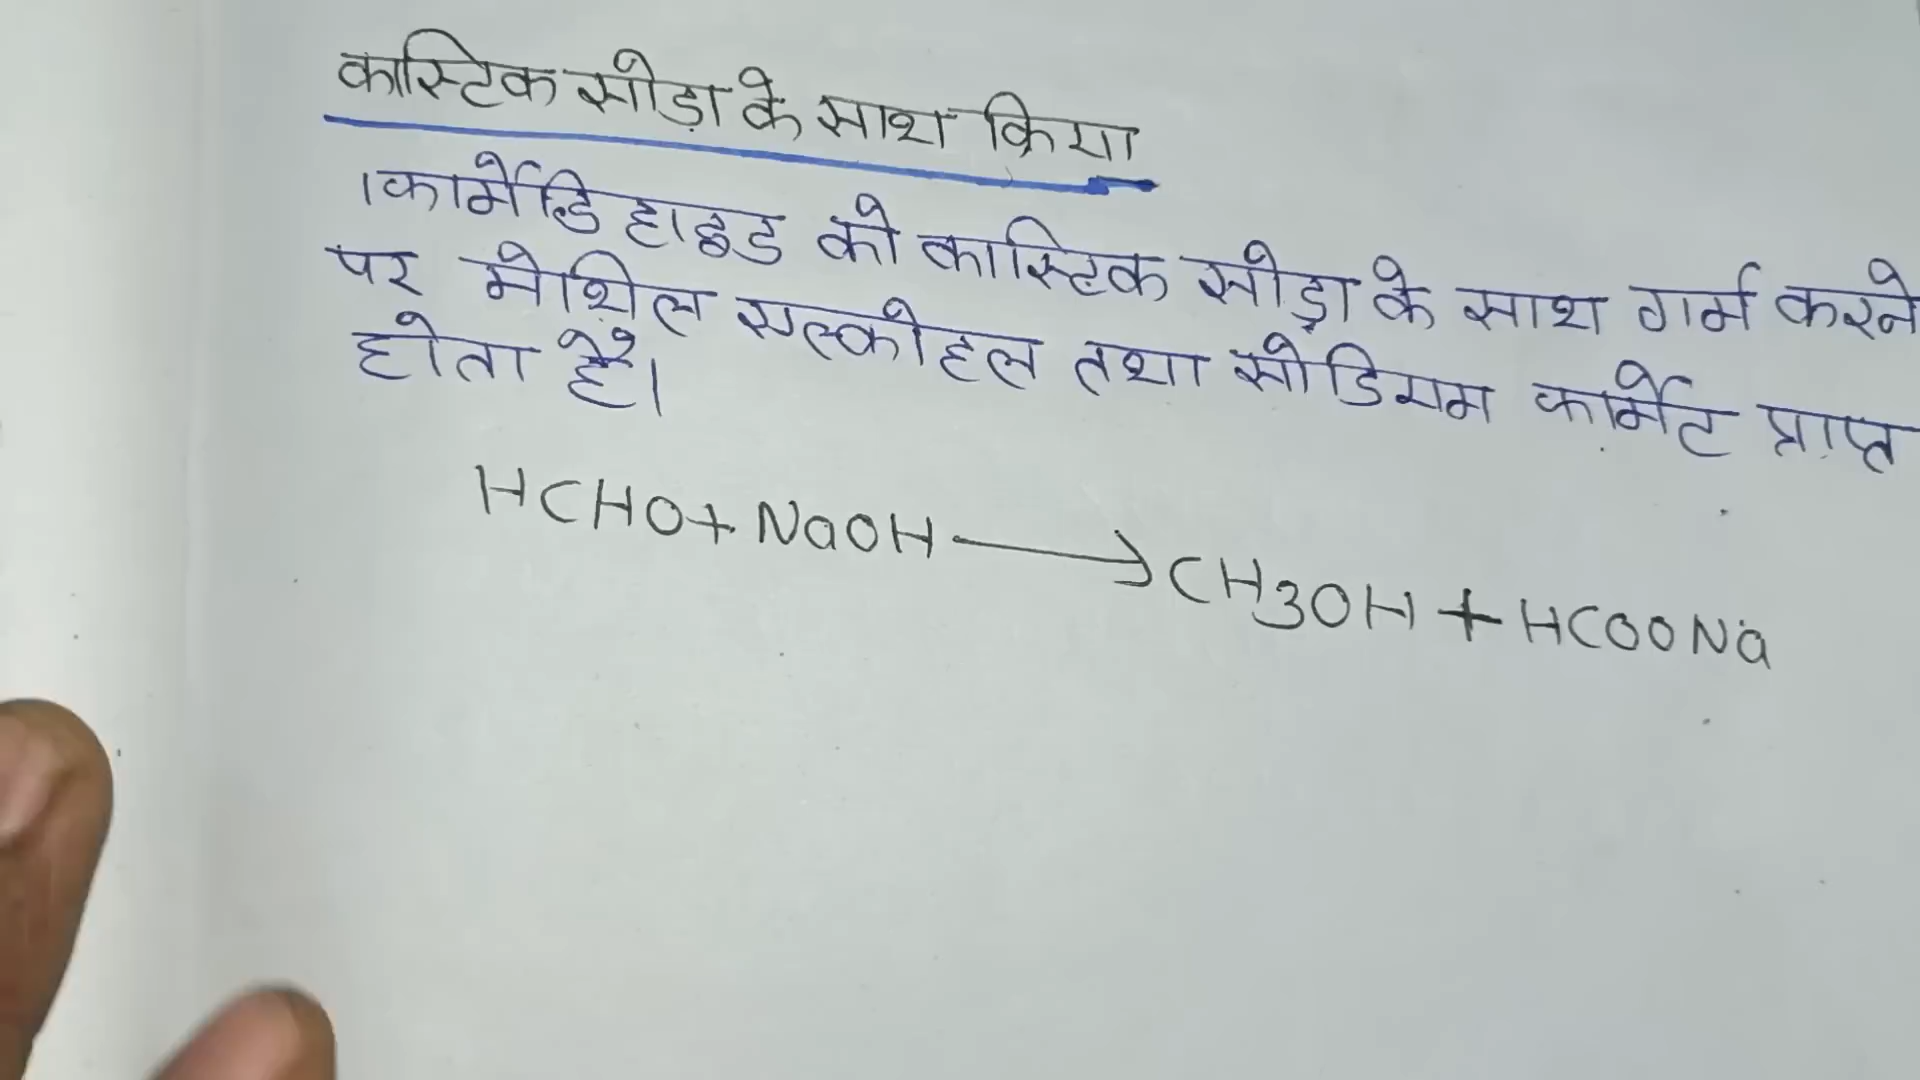 कास्टिक सोड़ा के साथ क्रिया
।कार्मेल्डिहाइड को कास्टिक सोड़ा के साथ गर्म करने
पर मेथिल एल्कोहल तथा सोडियम फार्मेट प्राप्त
होता है।
HCHO + NaOH ⟶ CH3OH + HCOONa